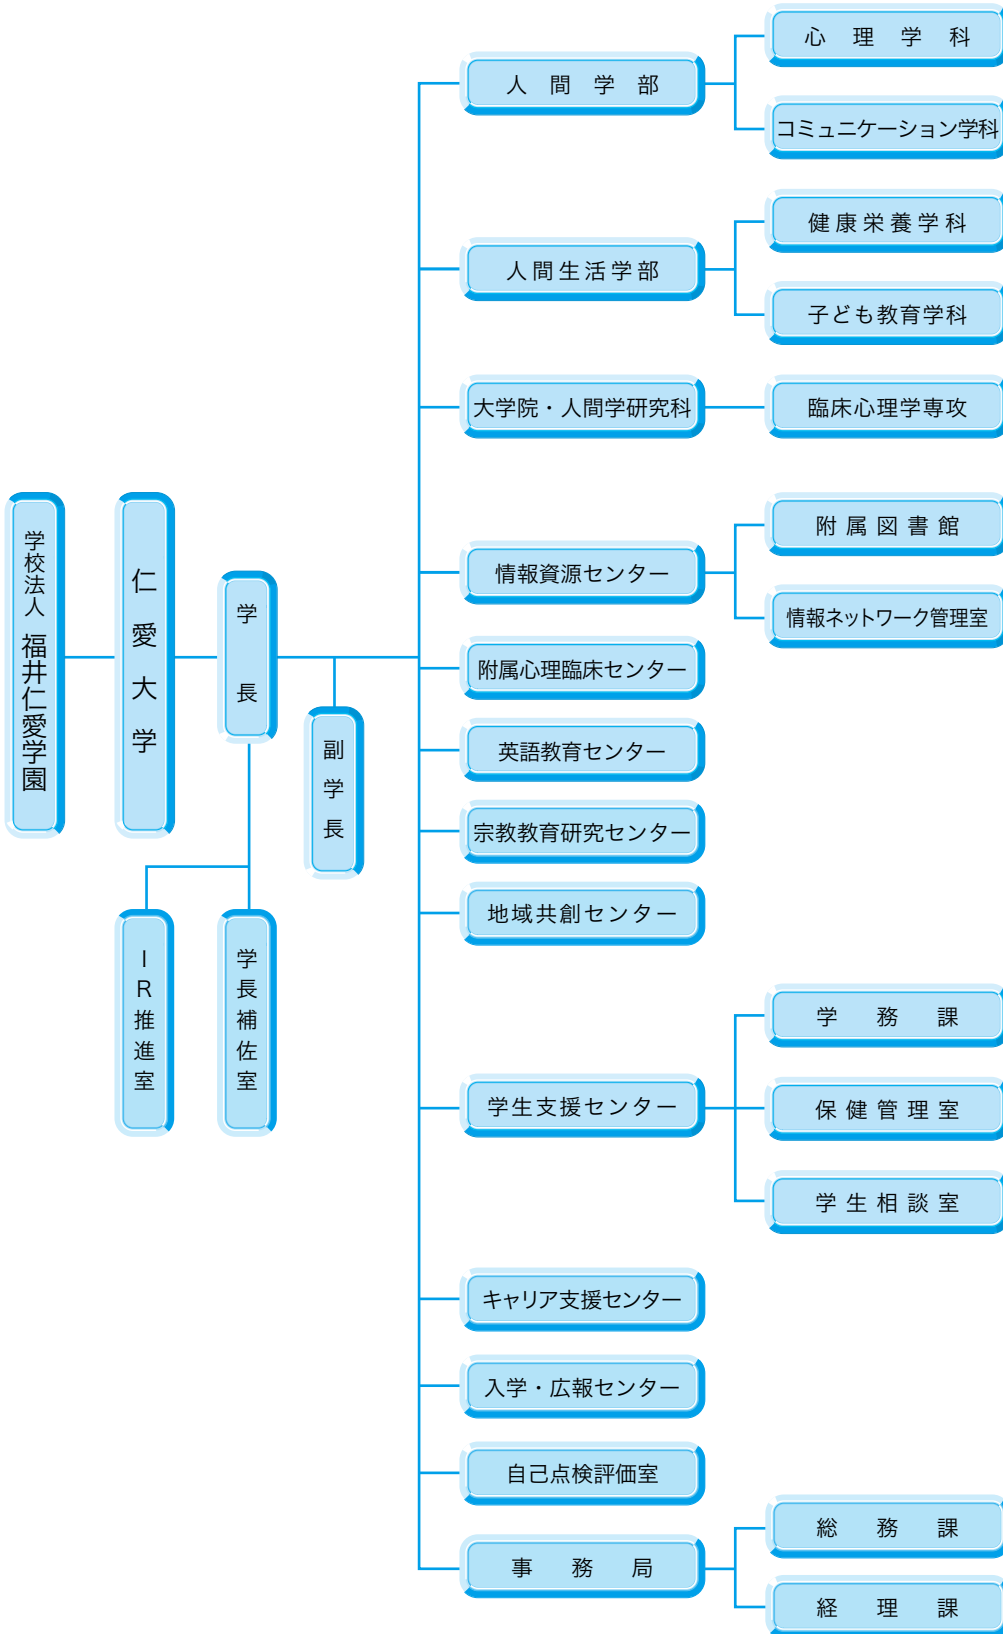 学校法人 福井仁愛学園
仁愛大学
学長
副学長
IR推進室
学長補佐室
人間学部
心理学科
コミュニケーション学科
人間生活学部
健康栄養学科
子ども教育学科
大学院・人間学研究科
臨床心理学専攻
情報資源センター
附属図書館
情報ネットワーク管理室
附属心理臨床センター
英語教育センター
宗教教育研究センター
地域共創センター
学生支援センター
学務課
保健管理室
学生相談室
キャリア支援センター
入学・広報センター
自己点検評価室
事務局
総務課
経理課